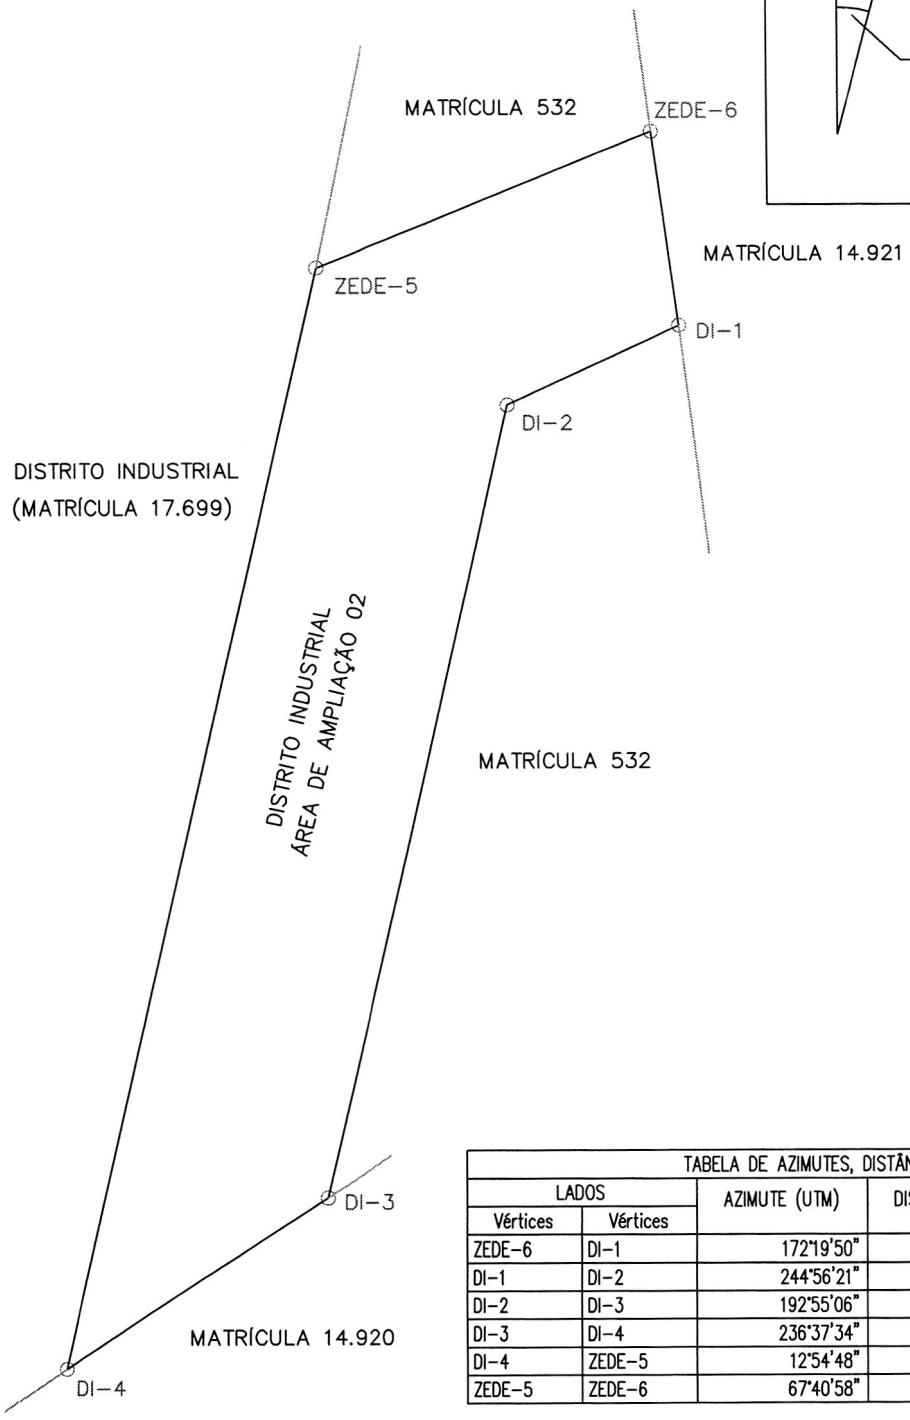 MATRÍCULA 532
ZEDE-6
MATRÍCULA 14.921
ZEDE-5
DI-1
DI-2
DISTRITO INDUSTRIAL
(MATRÍCULA 17.699)
DISTRITO INDUSTRIAL
ÁREA DE AMPLIAÇÃO 02
MATRÍCULA 532
DI-3
MATRÍCULA 14.920
DI-4
TABELA DE AZIMUTES,
LADOS AZIMUTE (UTM)
Vértices Vértices
ZEDE-6 DI-1 172°19'50"
DI-1 DI-2 244°56'21"
DI-2 DI-3 192°55'06"
DI-3 DI-4 236°37'34"
DI-4 ZEDE-5 12°54'48"
ZEDE-5 ZEDE-6 67°40'58"